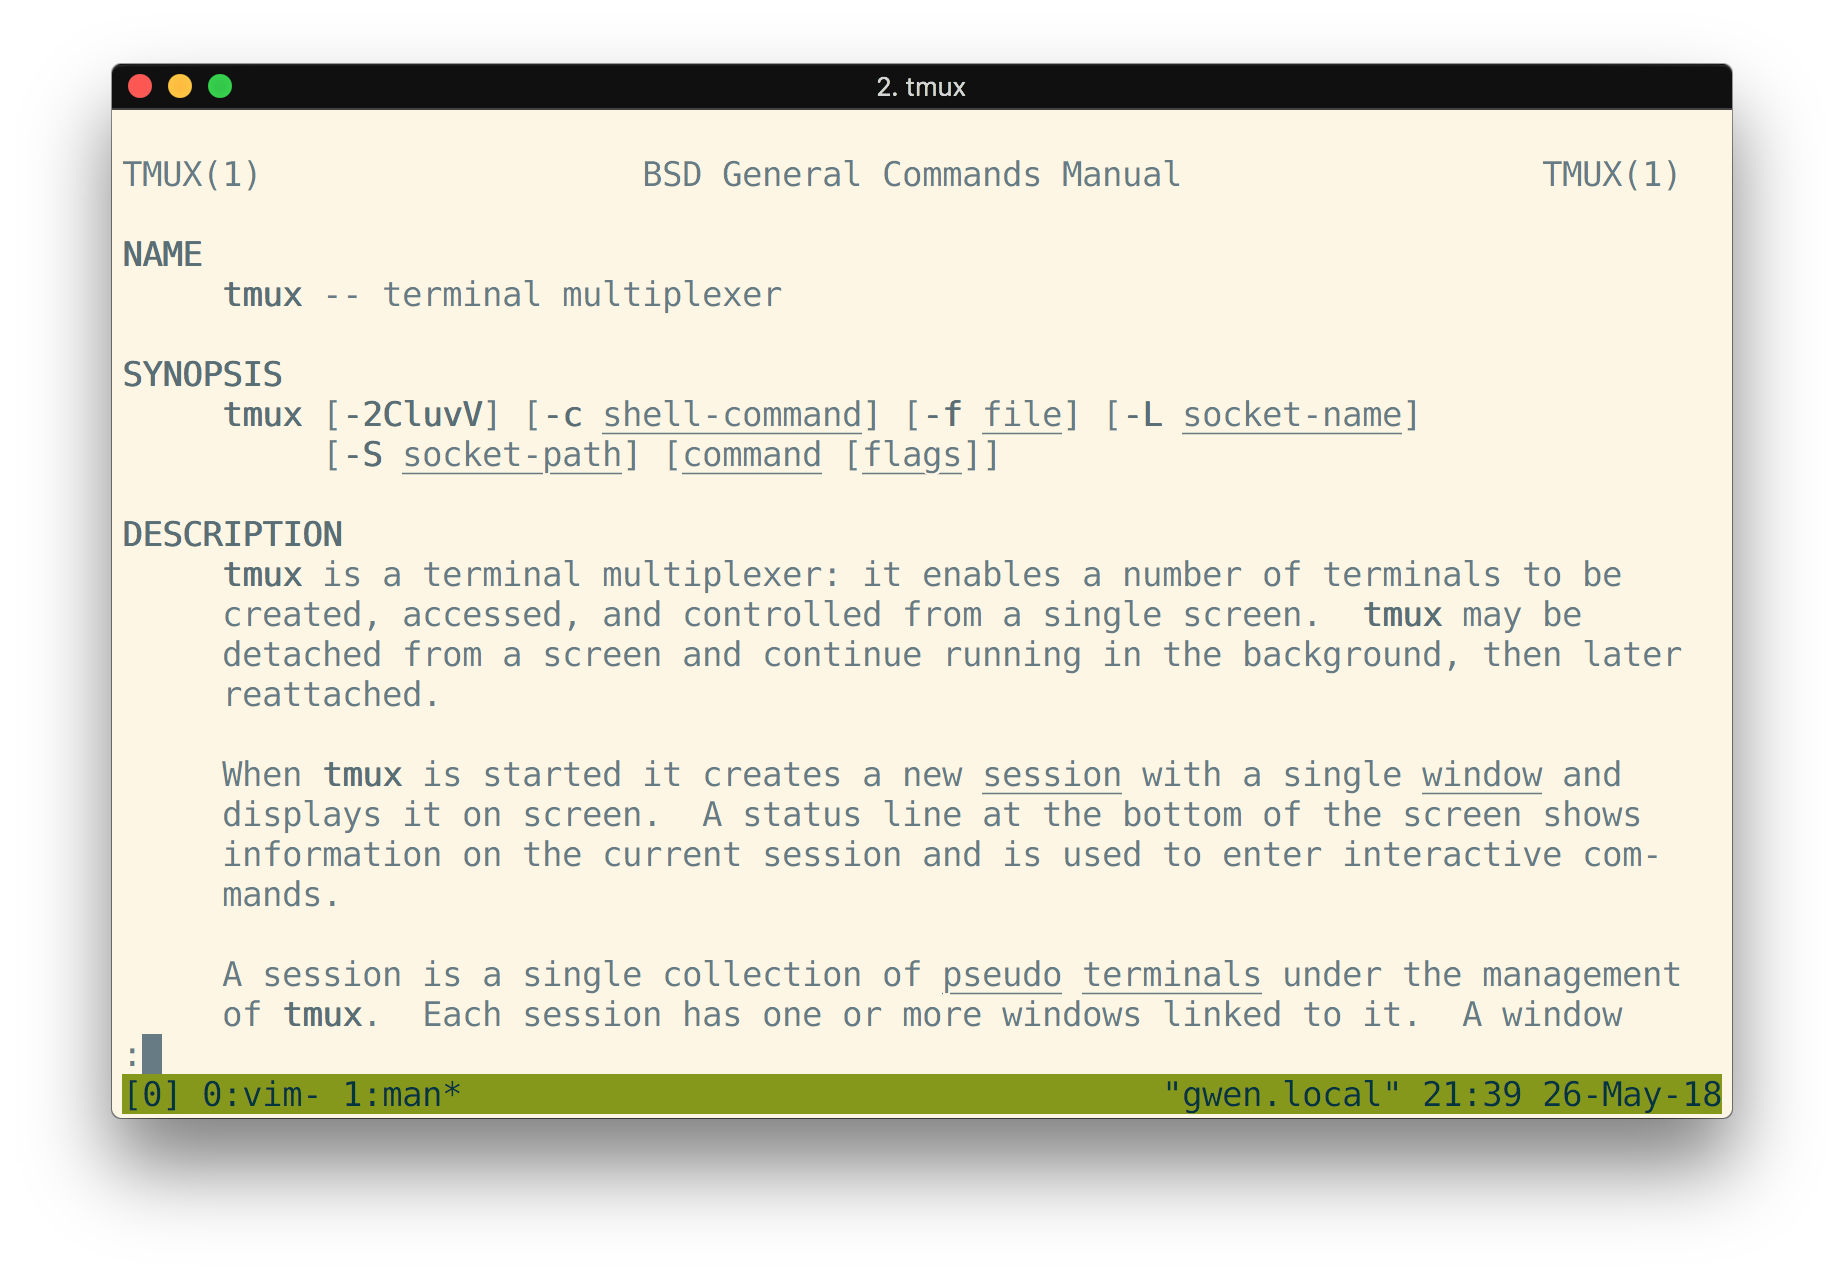 2. tmux
TMUX(1) BSD General Commands Manual TMUX(1)
NAME
tmux -- terminal multiplexer
SYNOPSIS
tmux [-2CluvV] [-c shell-command] [-f file] [-L socket-name]
[-S socket-path] [command [flags]]
DESCRIPTION
tmux is a terminal multiplexer: it enables a number of terminals to be
created, accessed, and controlled from a single screen.  tmux may be
detached from a screen and continue running in the background, then later
reattached.
When tmux is started it creates a new session with a single window and
displays it on screen.  A status line at the bottom of the screen shows
information on the current session and is used to enter interactive com-
mands.
A session is a single collection of pseudo terminals under the management
of tmux.  Each session has one or more windows linked to it.  A window
:
[0] 0:vim- 1:man* "gwen.local" 21:39 26-May-18